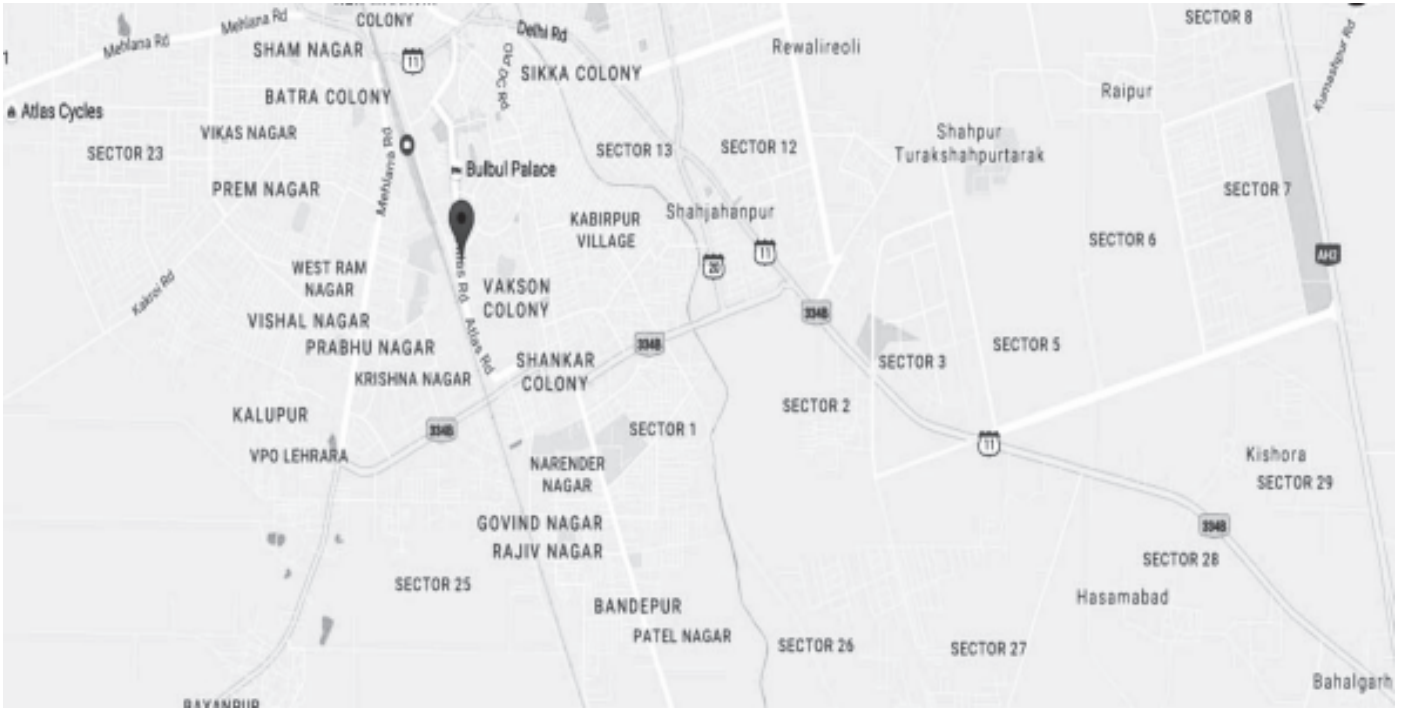 COLONY
SECTOR 8
Mehlana Rd
Delhi Rd
Kumashpur Rd
Mehlana Rd
SHAM NAGAR
11
Rewalireoli
1
Old DC Rd
SIKKA COLONY
BATRA COLONY
Raipur
Atlas Cycles
VIKAS NAGAR
Shahpur
Turakshahpurtarak
SECTOR 23
SECTOR 13
SECTOR 12
Mehlana Rd
Bulbul Palace
PREM NAGAR
SECTOR 7
Shahjahanpur
KABIRPUR
VILLAGE
SECTOR 6
11
20
Atlas Rd
WEST RAM
NAGAR
Kakroi Rd
VAKSON
COLONY
334B
VISHAL NAGAR
Atlas Rd
PRABHU NAGAR
334B
SECTOR 5
SHANKAR
COLONY
SECTOR 3
KRISHNA NAGAR
SECTOR 2
KALUPUR
334B
SECTOR 1
11
VPO LEHRARA
Kishora
NARENDER
NAGAR
SECTOR 29
GOVIND NAGAR
334B
RAJIV NAGAR
SECTOR 28
SECTOR 25
Hasamabad
BANDEPUR
PATEL NAGAR
SECTOR 26
SECTOR 27
Bahalgarh